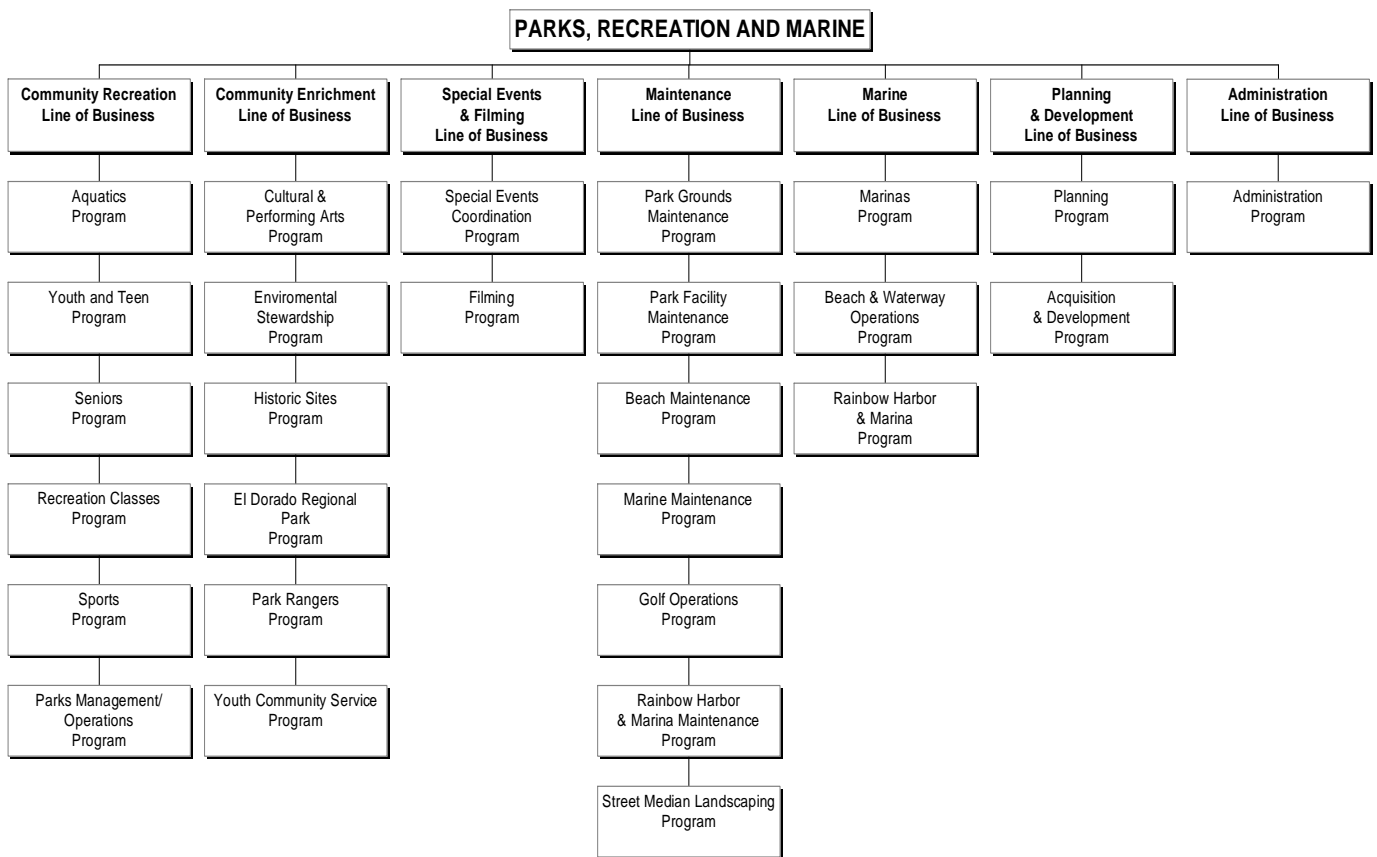 PARKS, RECREATION AND MARINE
Community Recreation
Line of Business
Community Enrichment
Line of Business
Special Events
& Filming
Line of Business
Maintenance
Line of Business
Marine
Line of Business
Planning
& Development
Line of Business
Administration
Line of Business
Aquatics
Program
Cultural &
Performing Arts
Program
Special Events
Coordination
Program
Park Grounds
Maintenance
Program
Marinas
Program
Planning
Program
Administration
Program
Youth and Teen
Program
Enviromental
Stewardship
Program
Filming
Program
Park Facility
Maintenance
Program
Beach & Waterway
Operations
Program
Acquisition
& Development
Program
Seniors
Program
Historic Sites
Program
Beach Maintenance
Program
Rainbow Harbor
& Marina
Program
Recreation Classes
Program
El Dorado Regional
Park
Program
Marine Maintenance
Program
Sports
Program
Park Rangers
Program
Golf Operations
Program
Parks Management/
Operations
Program
Youth Community Service
Program
Rainbow Harbor
& Marina Maintenance
Program
Street Median Landscaping
Program